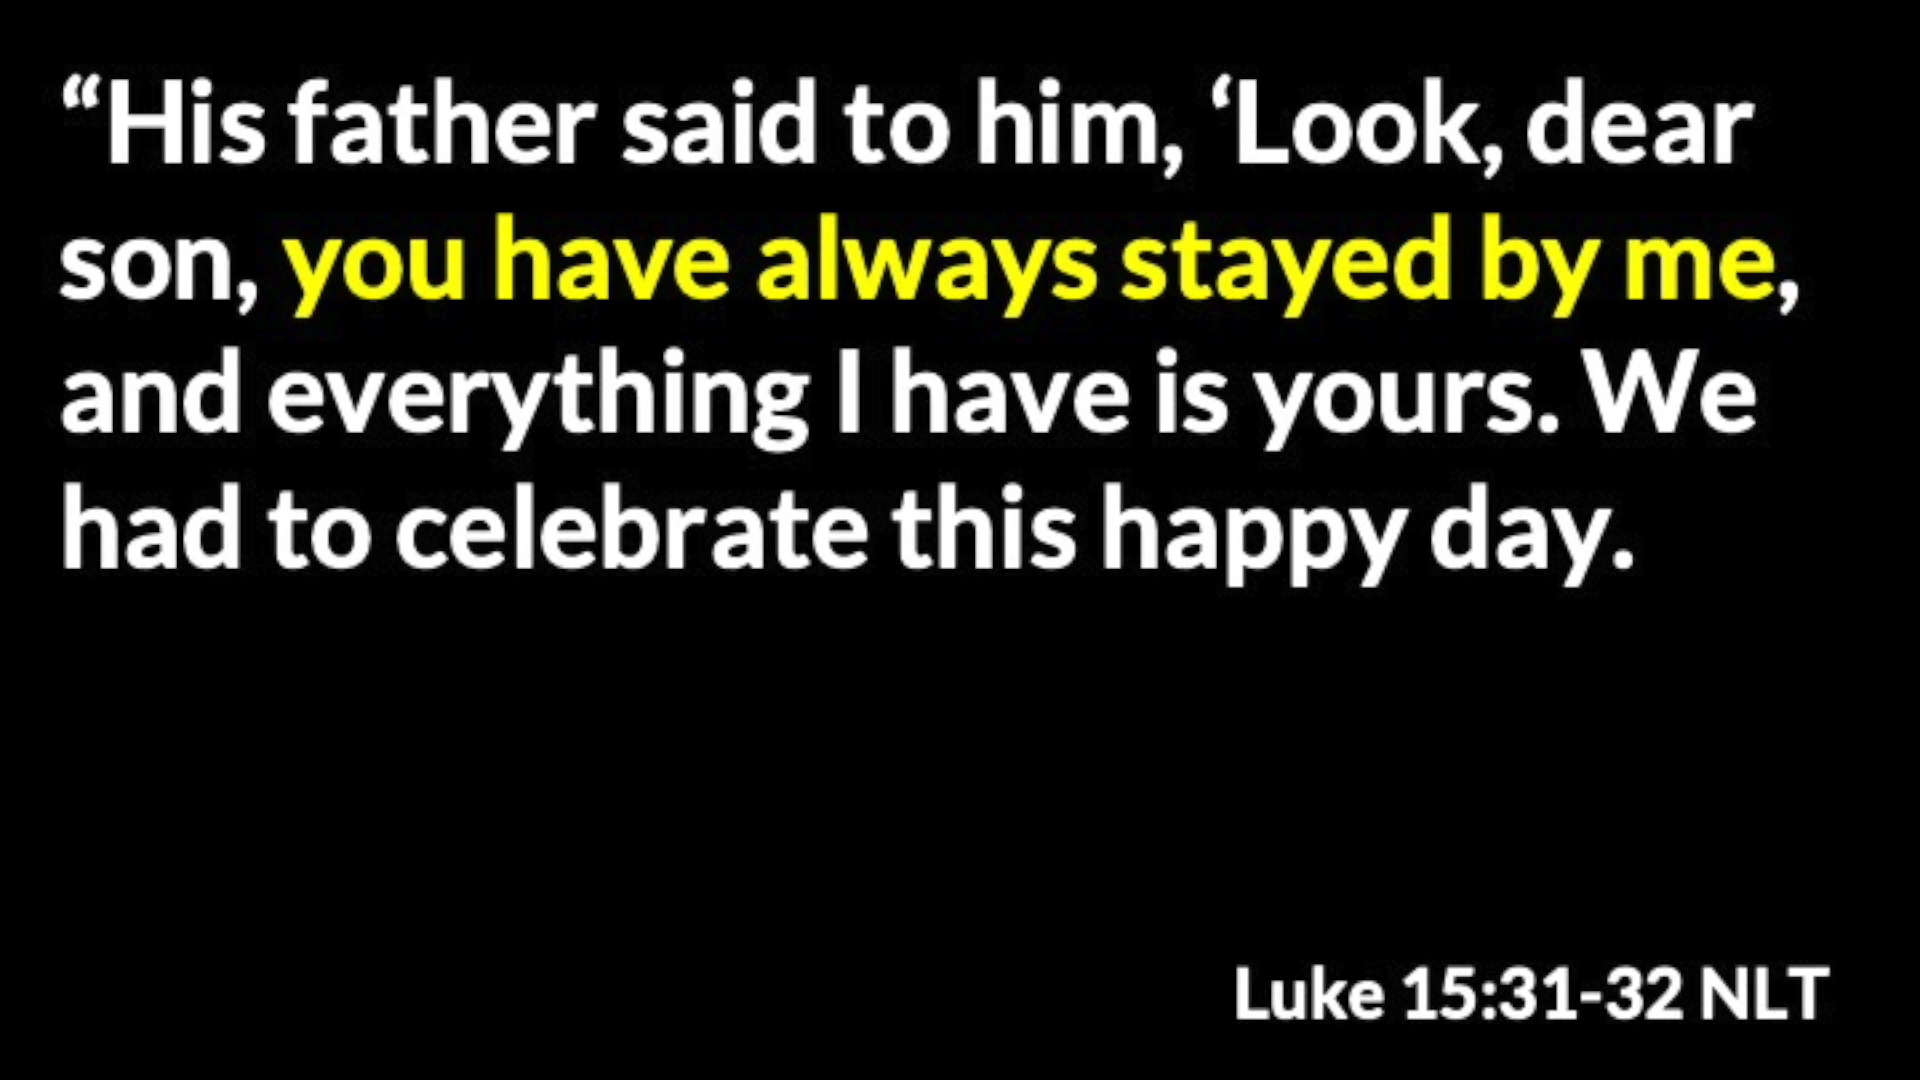 “His father said to him, ‘Look, dear
son, you have always stayed by me,
and everything I have is yours. We
had to celebrate this happy day.
Luke 15:31-32 NLT